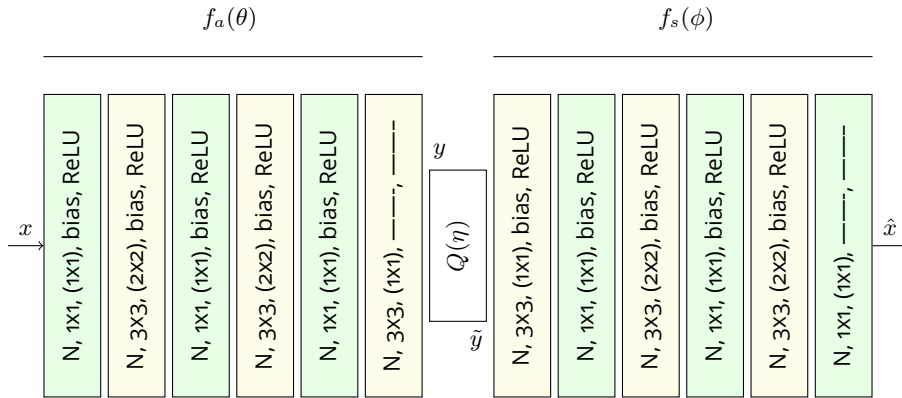 f_a(θ)
f_s(ϕ)
x
N, 1x1, (1x1), bias, ReLU
N, 3x3, (2x2), bias, ReLU
N, 1x1, (1x1), bias, ReLU
N, 3x3, (2x2), bias, ReLU
N, 1x1, (1x1), bias, ReLU
N, 3x3, (1x1), ——-, ——–
y
Q(η)
ỹ
N, 3x3, (1x1), bias, ReLU
N, 1x1, (1x1), bias, ReLU
N, 3x3, (2x2), bias, ReLU
N, 1x1, (1x1), bias, ReLU
N, 3x3, (2x2), bias, ReLU
N, 1x1, (1x1), ——-, ——–
x̂